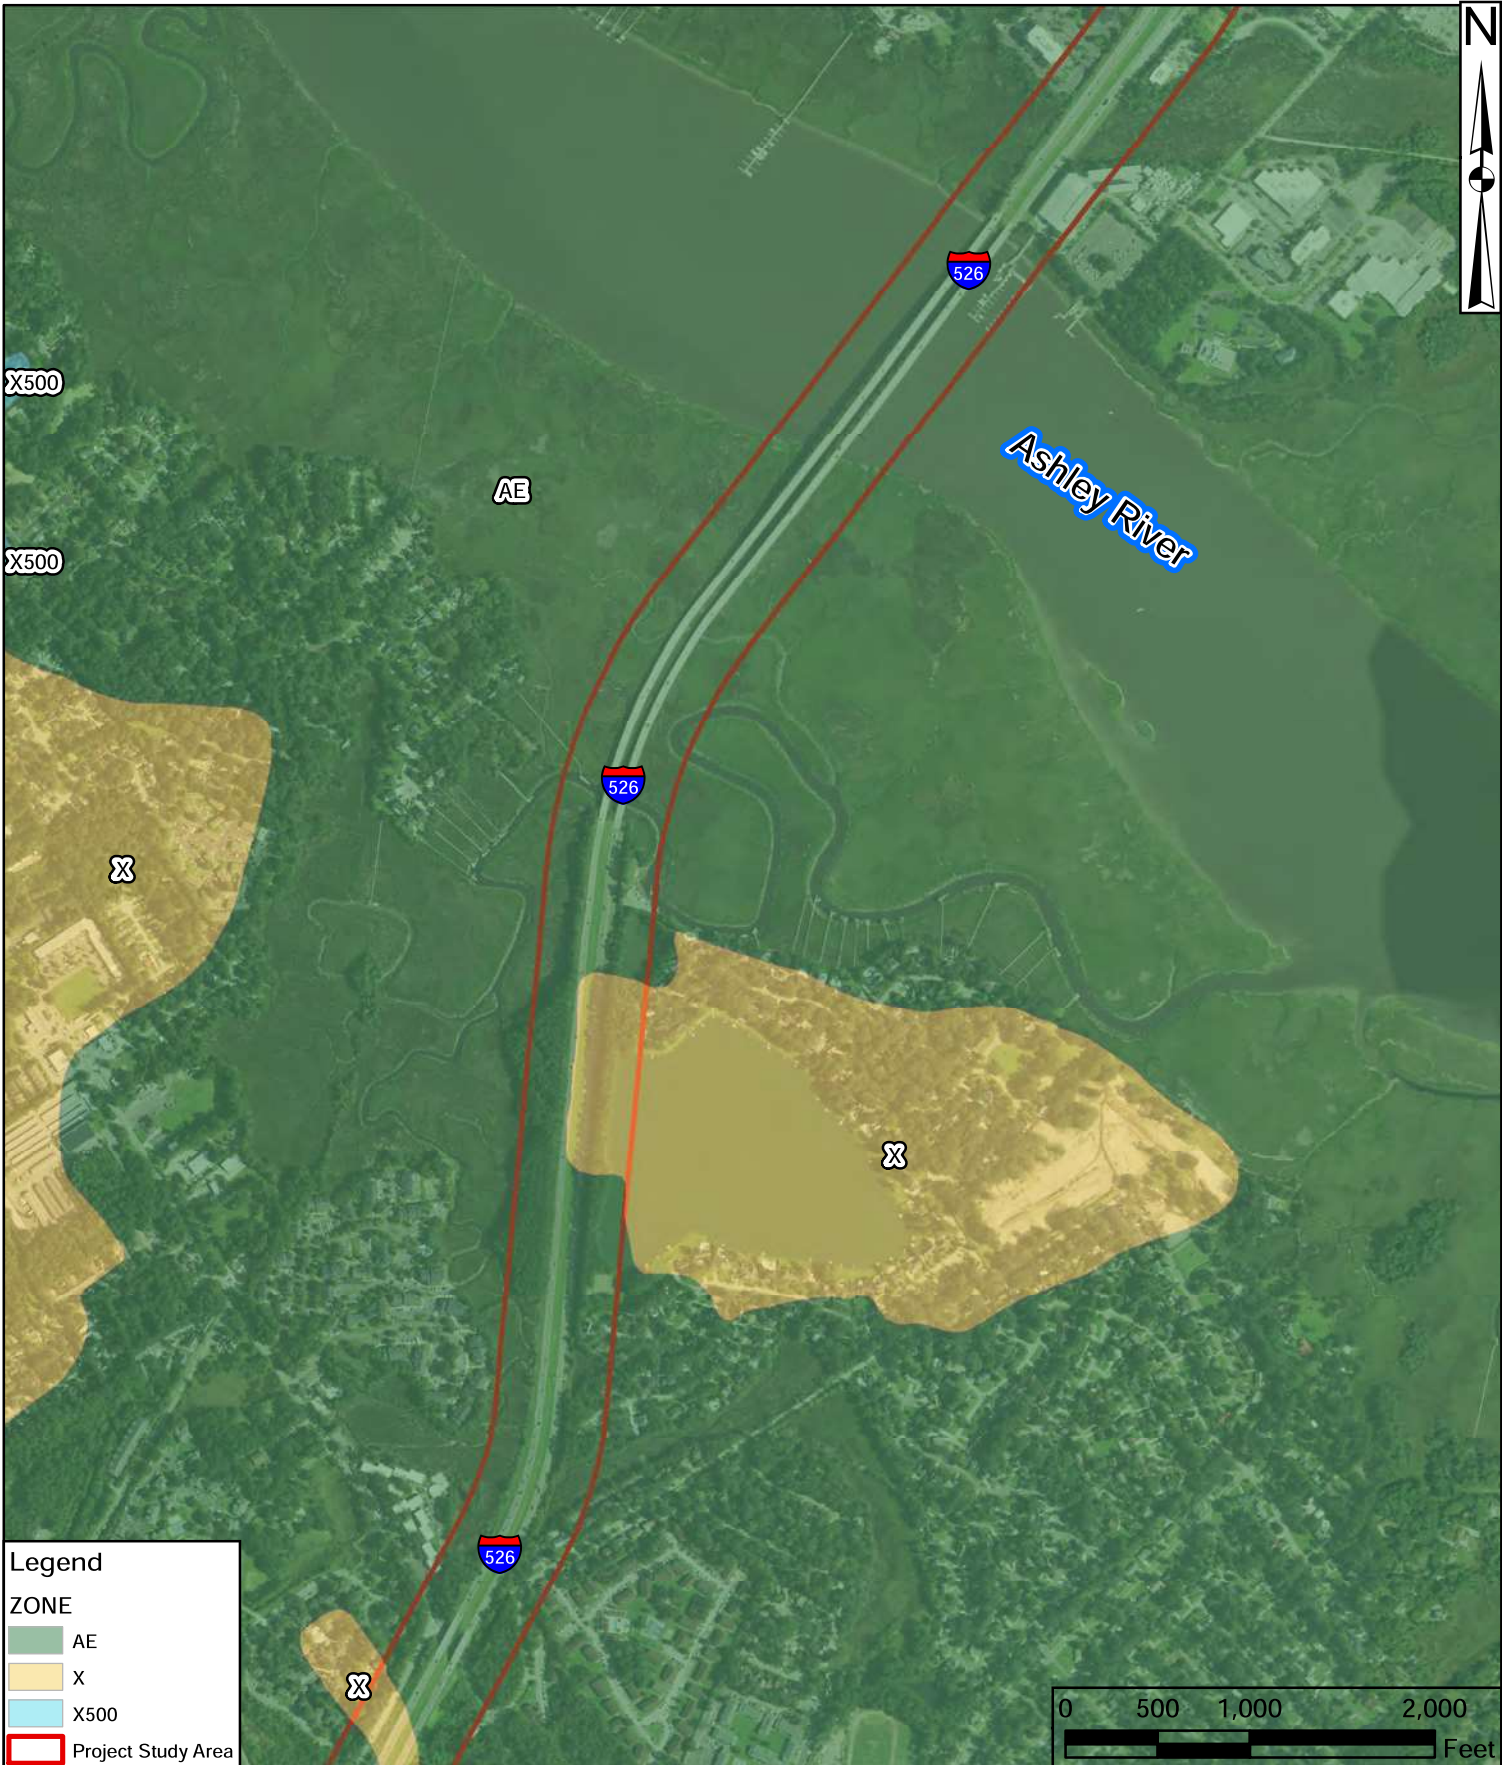 N
526
X500
Ashley River
AE
X500
526
X
X
526
X
Legend
ZONE
AE
X
X500
Project Study Area
0 500 1,000 2,000
Feet